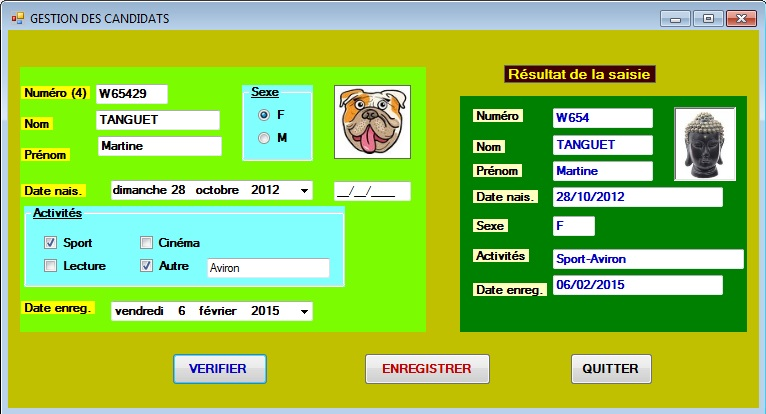 GESTION DES CANDIDATS
Numéro (4) W65429
Nom TANGUET
Prénom Martine
Sexe
F
M
Date nais. dimanche 28 octobre 2012 __/__/____
Activités
Sport Cinéma
Lecture Autre Aviron
Date enreg. vendredi 6 février 2015
Résultat de la saisie
Numéro W654
Nom TANGUET
Prénom Martine
Date nais. 28/10/2012
Sexe F
Activités Sport-Aviron
Date enreg. 06/02/2015
VERIFIER ENREGISTRER QUITTER